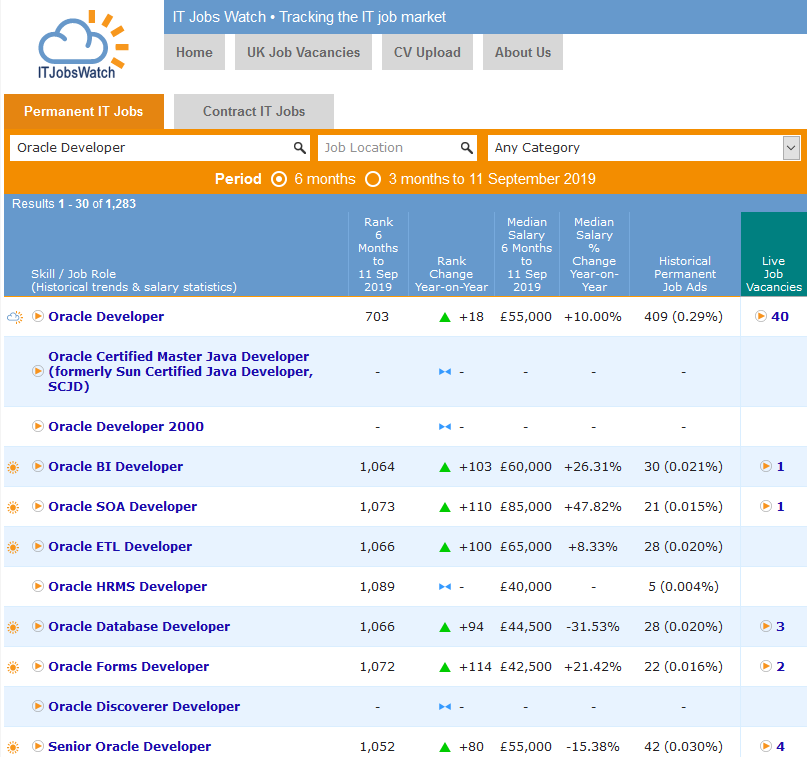 IT Jobs Watch • Tracking the IT job market
ITJobsWatch
Home
UK Job Vacancies
CV Upload
About Us
Permanent IT Jobs
Contract IT Jobs
Oracle Developer
Job Location
Any Category
Period 6 months 3 months to 11 September 2019
Results 1 - 30 of 1,283
Skill / Job Role
(Historical trends & salary statistics)
Rank
6
Months
to
11 Sep
2019
Rank
Change
Year-on-Year
Median
Salary
6 Months
to
11 Sep
2019
Median
Salary
%
Change
Year-on-
Year
Historical
Permanent
Job Ads
Live
Job
Vacancies
Oracle Developer 703 +18 £55,000 +10.00% 409 (0.29%) 40
Oracle Certified Master Java Developer
(formerly Sun Certified Java Developer, - - - - -
SCJD)
Oracle Developer 2000 - - - - -
Oracle BI Developer 1,064 +103 £60,000 +26.31% 30 (0.021%) 1
Oracle SOA Developer 1,073 +110 £85,000 +47.82% 21 (0.015%) 1
Oracle ETL Developer 1,066 +100 £65,000 +8.33% 28 (0.020%)
Oracle HRMS Developer 1,089 - £40,000 - 5 (0.004%)
Oracle Database Developer 1,066 +94 £44,500 -31.53% 28 (0.020%) 3
Oracle Forms Developer 1,072 +114 £42,500 +21.42% 22 (0.016%) 2
Oracle Discoverer Developer - - - - -
Senior Oracle Developer 1,052 +80 £55,000 -15.38% 42 (0.030%) 4